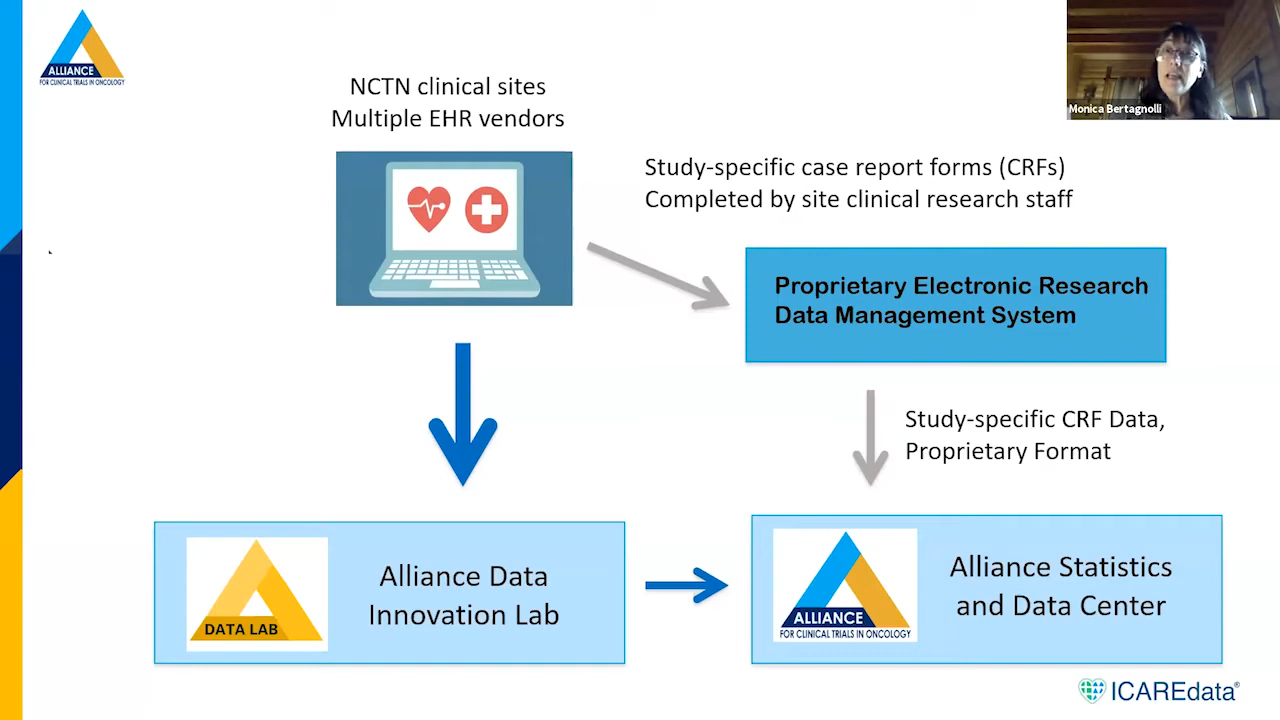 ALLIANCE
FOR CLINICAL TRIALS IN ONCOLOGY
NCTN clinical sites
Multiple EHR vendors
Monica Bertagnolli
Study-specific case report forms (CRFs)
Completed by site clinical research staff
Proprietary Electronic Research
Data Management System
Study-specific CRF Data,
Proprietary Format
DATA LAB
Alliance Data
Innovation Lab
ALLIANCE
FOR CLINICAL TRIALS IN ONCOLOGY
Alliance Statistics
and Data Center
ICAREdata®